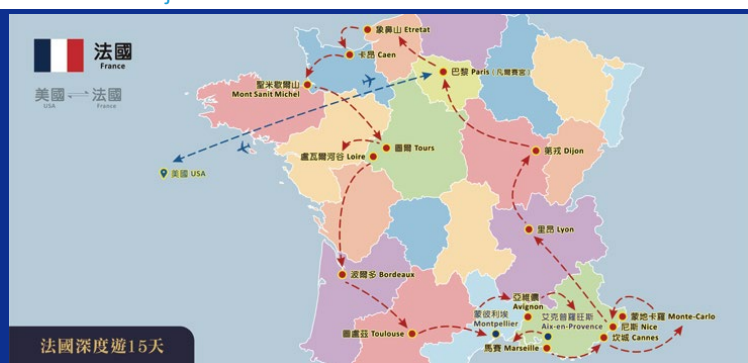 法國
France
美國 ⇌ 法國
USA France
象鼻山 Etretat
卡昂 Caen
巴黎 Paris (凡爾賽宮)
聖米歇爾山
Mont Sanit Michel
圖爾 Tours
盧瓦爾河谷 Loire
第戎 Dijon
美國 USA
里昂 Lyon
波爾多 Bordeaux
亞維儂
Avignon
艾克普羅旺斯
Aix-en-Provence
蒙地卡羅 Monte-Carlo
蒙彼利埃
Montpellier
尼斯 Nice
圖盧茲 Toulouse
坎城 Cannes
馬賽 Marseille
法國深度遊15天